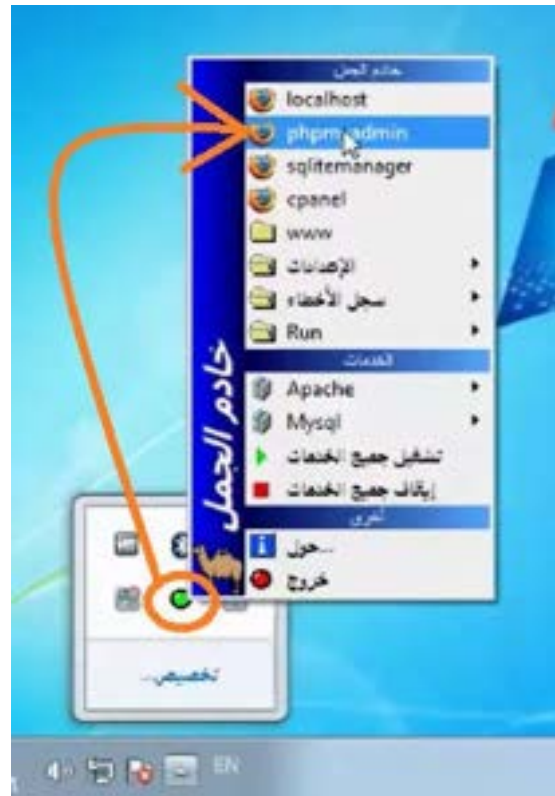 خادم الجمل
localhost
phpmyadmin
sqlitemanager
cpanel
www
الإعدادات
سجل الأخطاء
Run
الخدمات
Apache
Mysql
تشغيل جميع الخدمات
إيقاف جميع الخدمات
أخرى
حول...
خروج
خادم الجمل
تخصيص...
EN